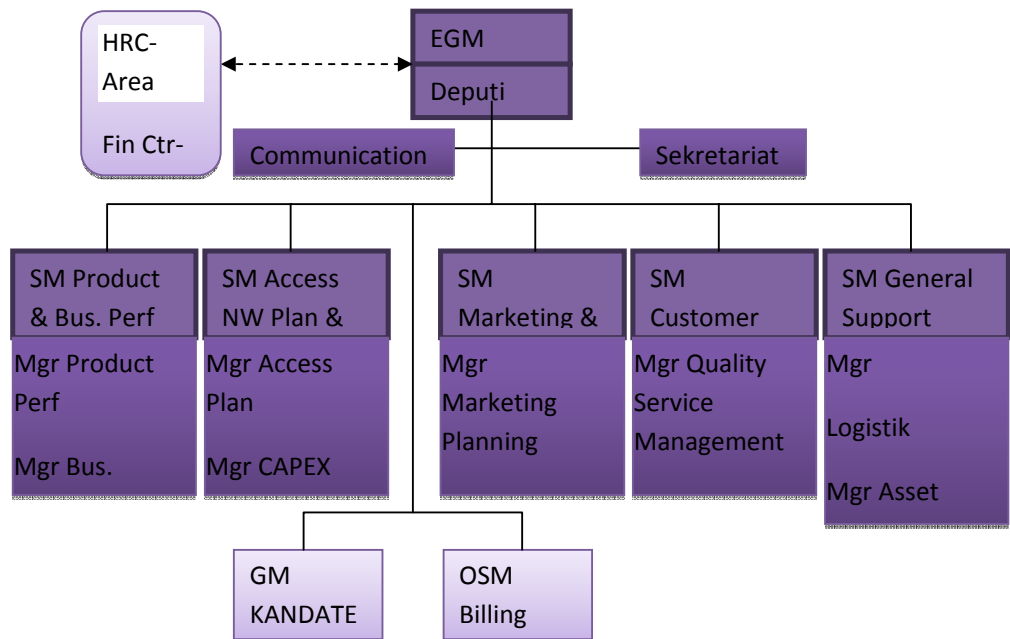 HRC-
Area
Fin Ctr-
EGM
Deputi
Communication
Sekretariat
SM Product
& Bus. Perf
Mgr Product
Perf
Mgr Bus.
SM Access
NW Plan &
Mgr Access
Plan
Mgr CAPEX
SM
Marketing &
Mgr
Marketing
Planning
SM
Customer
Mgr Quality
Service
Management
SM General
Support
Mgr
Logistik
Mgr Asset
GM
KANDATE
OSM
Billing